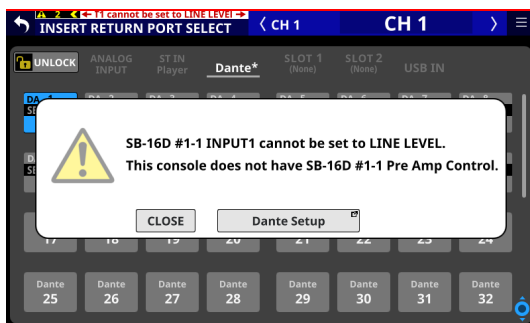 2
← T1 cannot be set to LINE LEVEL →
INSERT RETURN PORT SELECT
CH 1
CH 1
UNLOCK
ANALOG INPUT
ST IN Player
Dante*
SLOT 1 (None)
SLOT 2 (None)
USB IN
SB-16D #1-1 INPUT1 cannot be set to LINE LEVEL.
This console does not have SB-16D #1-1 Pre Amp Control.
CLOSE
Dante Setup
17 18 19 20 21 22 23 24
Dante Dante Dante Dante Dante Dante Dante Dante
25 26 27 28 29 30 31 32